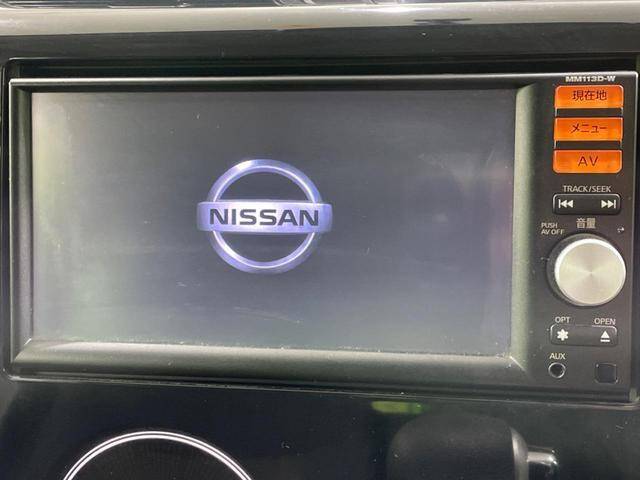 MM113D-W
現在地
メニュー
AV
TRACK/SEEK
音量
PUSH
AV OFF
NISSAN
OPT
OPEN
AUX